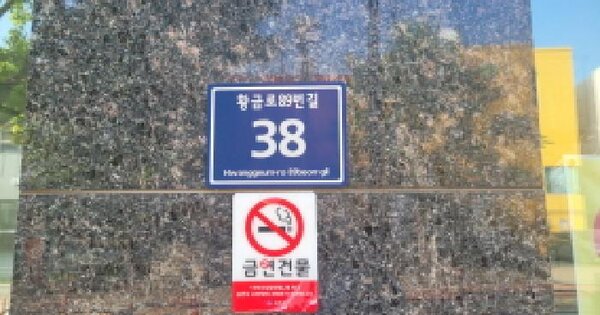 황금로89번길
38
Hwanggeum-ro 89beon-gil
금연건물